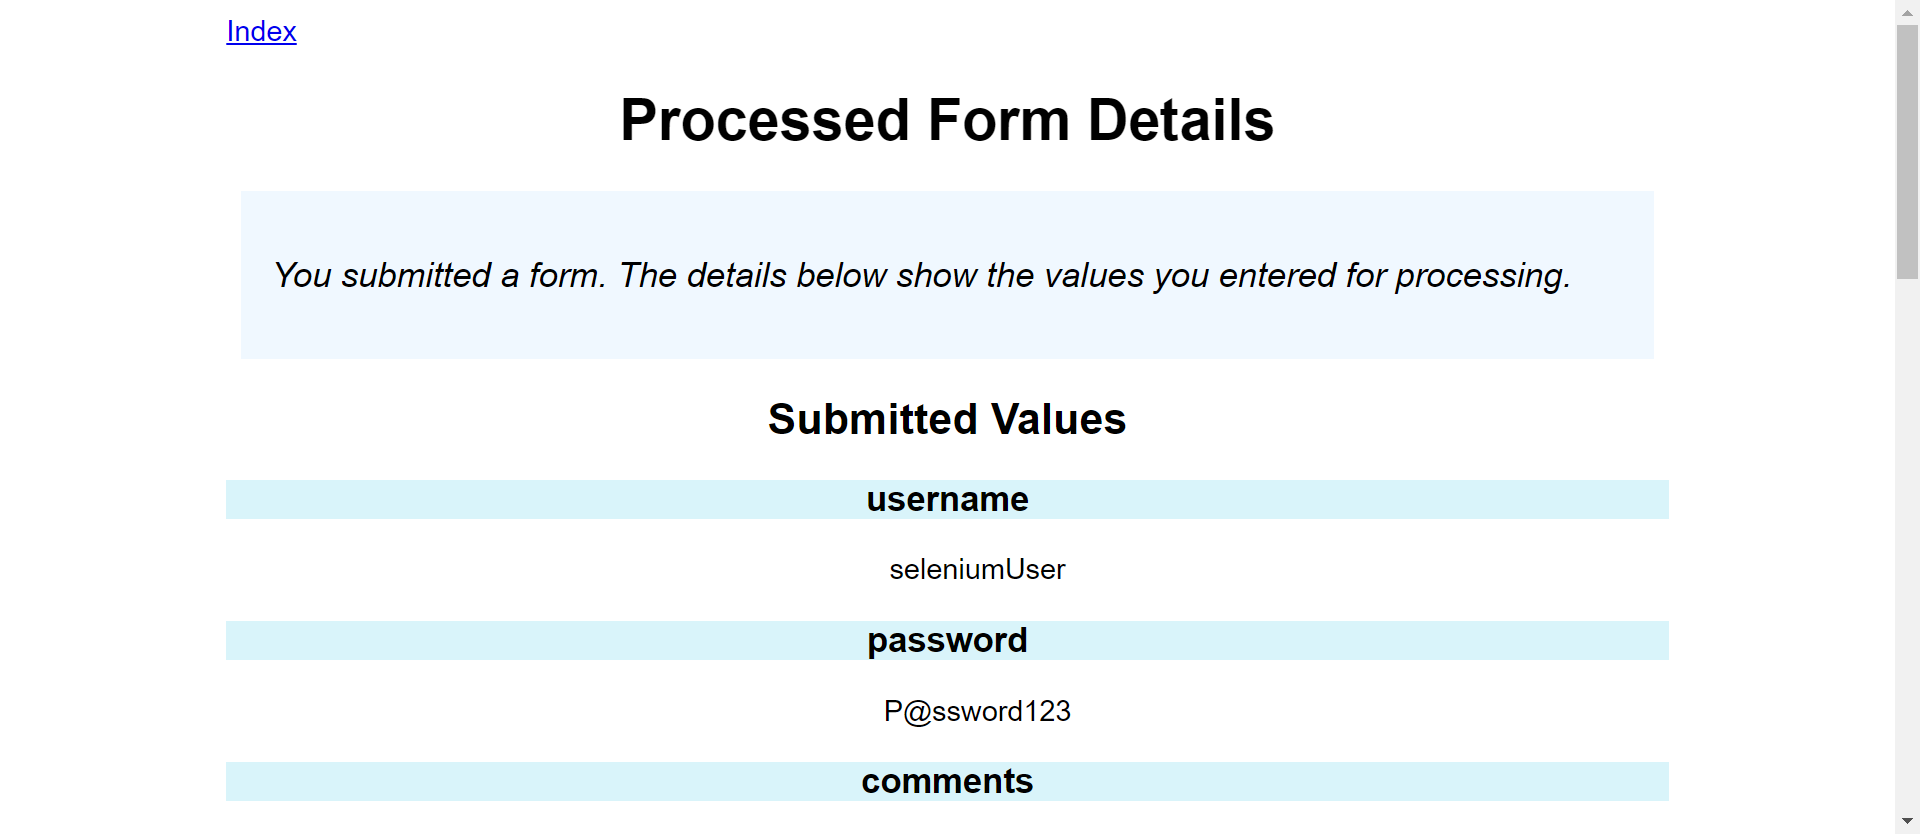 Index
Processed Form Details
You submitted a form. The details below show the values you entered for processing.
Submitted Values
username
seleniumUser
password
P@ssword123
comments